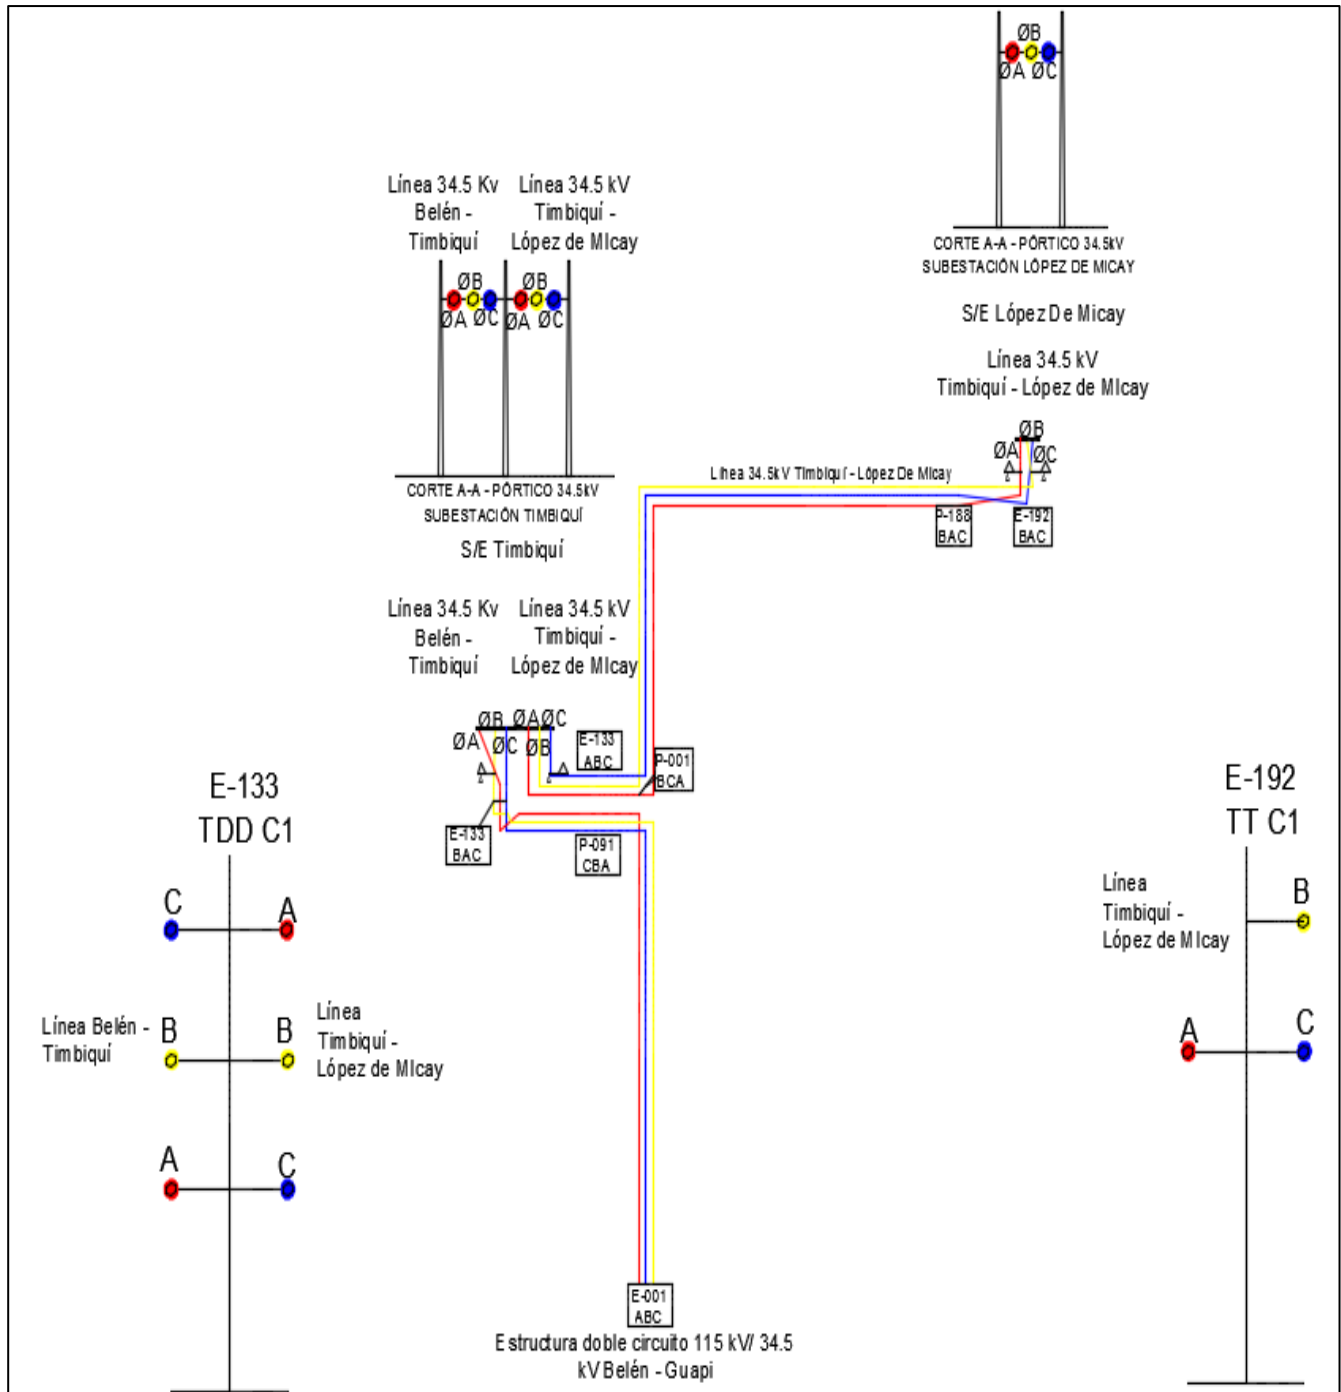 ØB
ØA ØC
CORTE A-A - PÓRTICO 34.5kV
SUBESTACIÓN LÓPEZ DE MICAY
S/E López De Micay
Línea 34.5 kV
Timbiquí - López de MIcay
ØB
ØA
ØC
Línea 34.5 Kv
Belén -
Timbiquí
Línea 34.5 kV
Timbiquí -
López de MIcay
ØB
ØB
ØA ØC
ØA ØC
CORTE A-A - PÓRTICO 34.5kV
SUBESTACIÓN TIMBIQUÍ
S/E Timbiquí
Línea 34.5kV Timbiquí - López De Micay
P-188
BAC
E-192
BAC
Línea 34.5 Kv
Belén -
Timbiquí
Línea 34.5 kV
Timbiquí -
López de MIcay
ØB ØA ØC
ØA ØC ØB
E-133
ABC
P-001
BCA
E-133
BAC
P-091
CBA
E-133
TDD C1
C
A
Línea Belén -
Timbiquí
B
B
Línea
Timbiquí -
López de MIcay
A
C
E-192
TT C1
Línea
Timbiquí -
López de MIcay
B
A
C
E-001
ABC
Estructura doble circuito 115 kV/ 34.5
kV Belén - Guapi